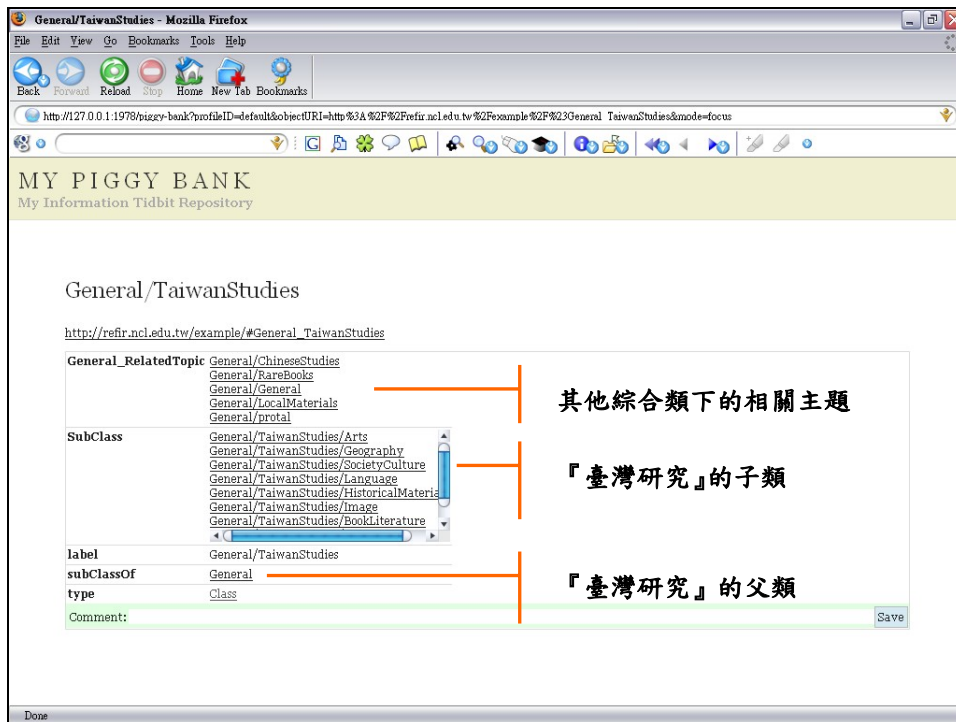 General/TaiwanStudies - Mozilla Firefox
File Edit View Go Bookmarks Tools Help
Back Forward Reload Stop Home New Tab Bookmarks
http://127.0.0.1:1978/piggy-bank?profileID=default&objectURI=http%3A%2F%2Frefir.ncl.edu.tw%2Fexample%2F%23General_TaiwanStudies&mode=focus
MY PIGGY BANK
My Information Tidbit Repository
General/TaiwanStudies
http://refir.ncl.edu.tw/example/#General_TaiwanStudies
General_RelatedTopic General/ChineseStudies
General/RareBooks
General/General
General/LocalMaterials
General/protal
其他綜合類下的相關主題
SubClass General/TaiwanStudies/Arts
General/TaiwanStudies/Geography
General/TaiwanStudies/SocietyCulture
General/TaiwanStudies/Language
General/TaiwanStudies/HistoricalMateria
General/TaiwanStudies/Image
General/TaiwanStudies/BookLiterature
『臺灣研究』的子類
label General/TaiwanStudies
subClassOf General
type Class
『臺灣研究』的父類
Comment: Save
Done